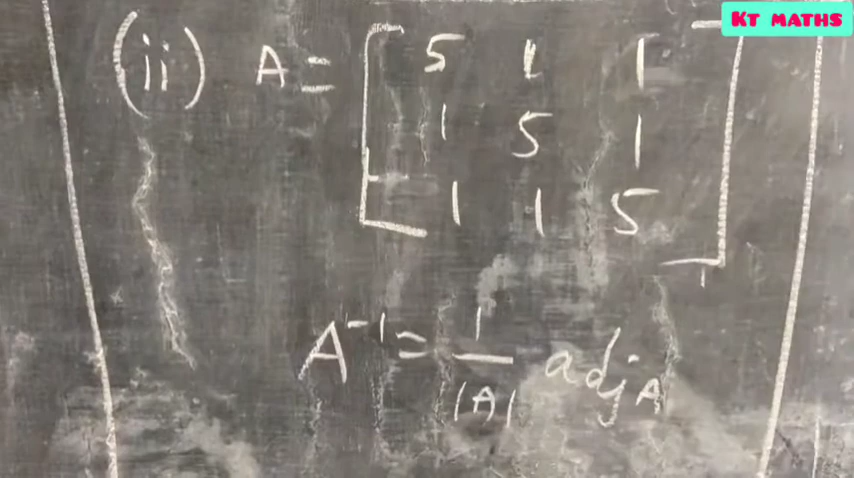 KT MATHS
(ii) A = [ 5 1 1
1 5 1
1 1 5 ]
A⁻¹ = 1/|A| adj A